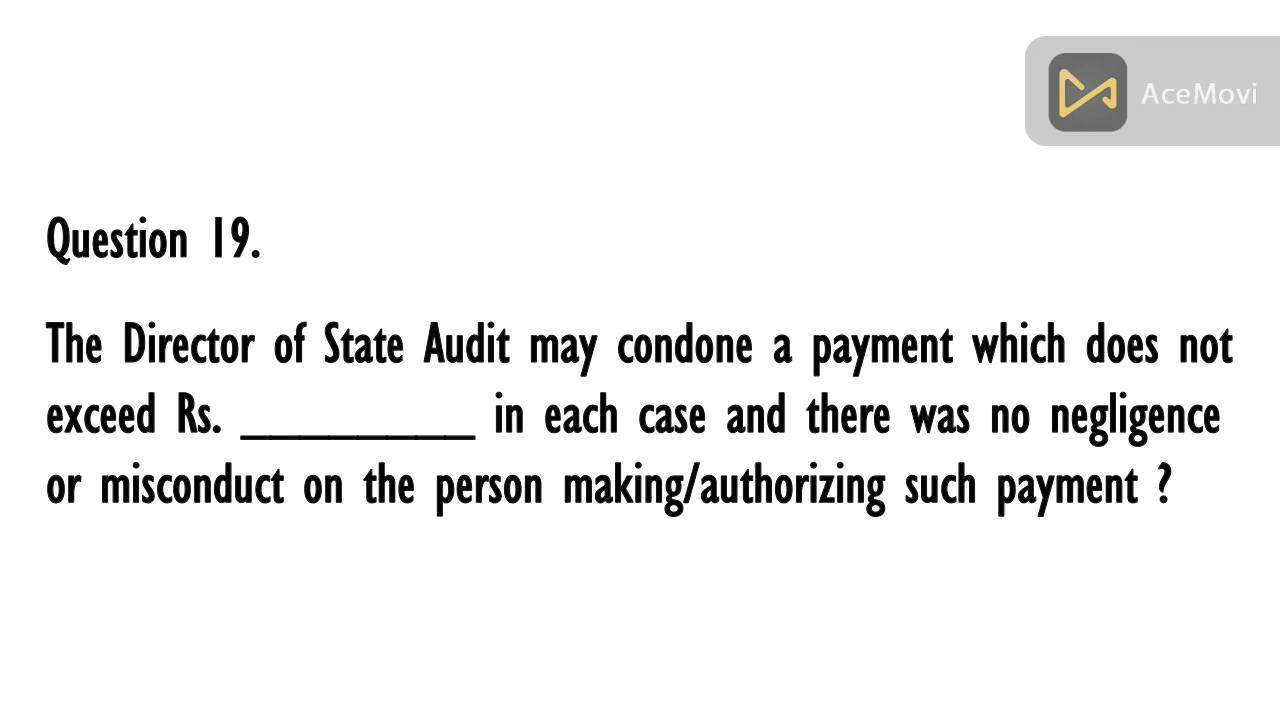 AceMovi
Question 19.
The Director of State Audit may condone a payment which does not
exceed Rs. _________ in each case and there was no negligence
or misconduct on the person making/authorizing such payment ?